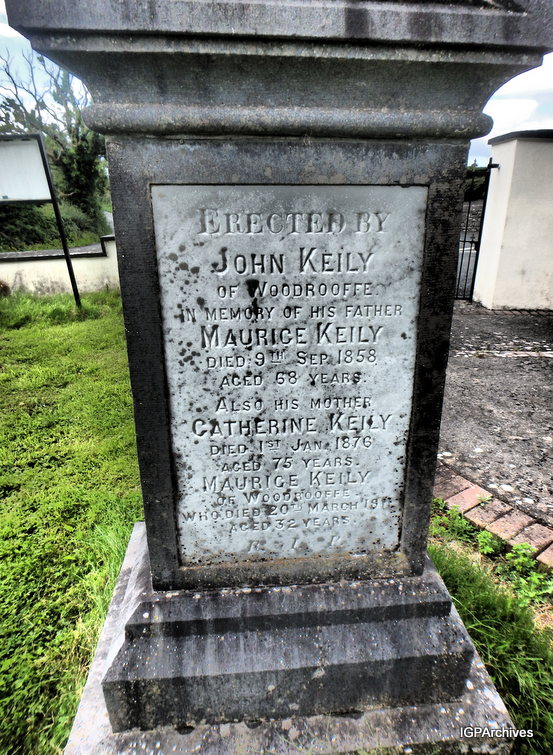 ERECTED BY
JOHN KEILY
OF WOODROOFFE
IN MEMORY OF HIS FATHER
MAURICE KEILY
DIED 9TH SEP. 1858
AGED 68 YEARS.
ALSO HIS MOTHER
CATHERINE KEILY
DIED 1ST JAN. 1876
AGED 75 YEARS.
MAURICE KEILY
OF WOODROOFFE
WHO DIED 20TH MARCH
AGED 32 YEARS.
R.I.P.
IGPArchives